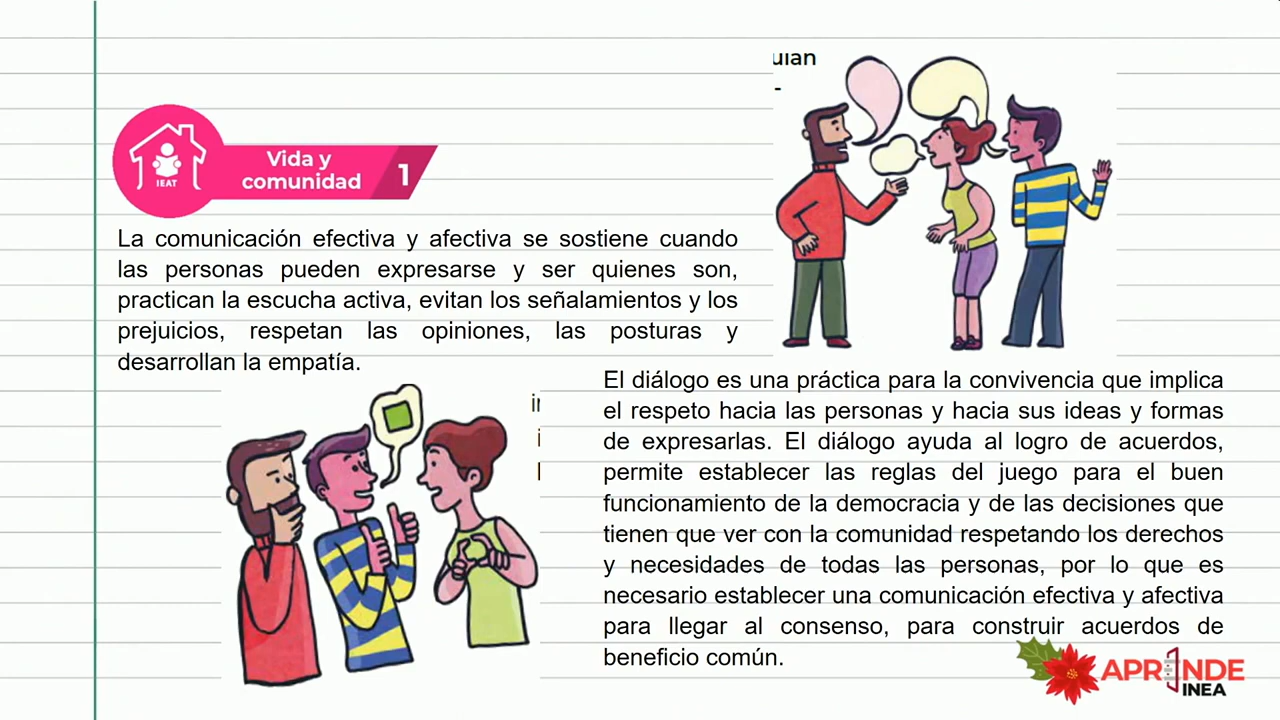 IEAT
Vida y
comunidad
1
La comunicación efectiva y afectiva se sostiene cuando
las personas pueden expresarse y ser quienes son,
practican la escucha activa, evitan los señalamientos y los
prejuicios, respetan las opiniones, las posturas y
desarrollan la empatía.
El diálogo es una práctica para la convivencia que implica
el respeto hacia las personas y hacia sus ideas y formas
de expresarlas. El diálogo ayuda al logro de acuerdos,
permite establecer las reglas del juego para el buen
funcionamiento de la democracia y de las decisiones que
tienen que ver con la comunidad respetando los derechos
y necesidades de todas las personas, por lo que es
necesario establecer una comunicación efectiva y afectiva
para llegar al consenso, para construir acuerdos de
beneficio común.
APRENDE
INEA